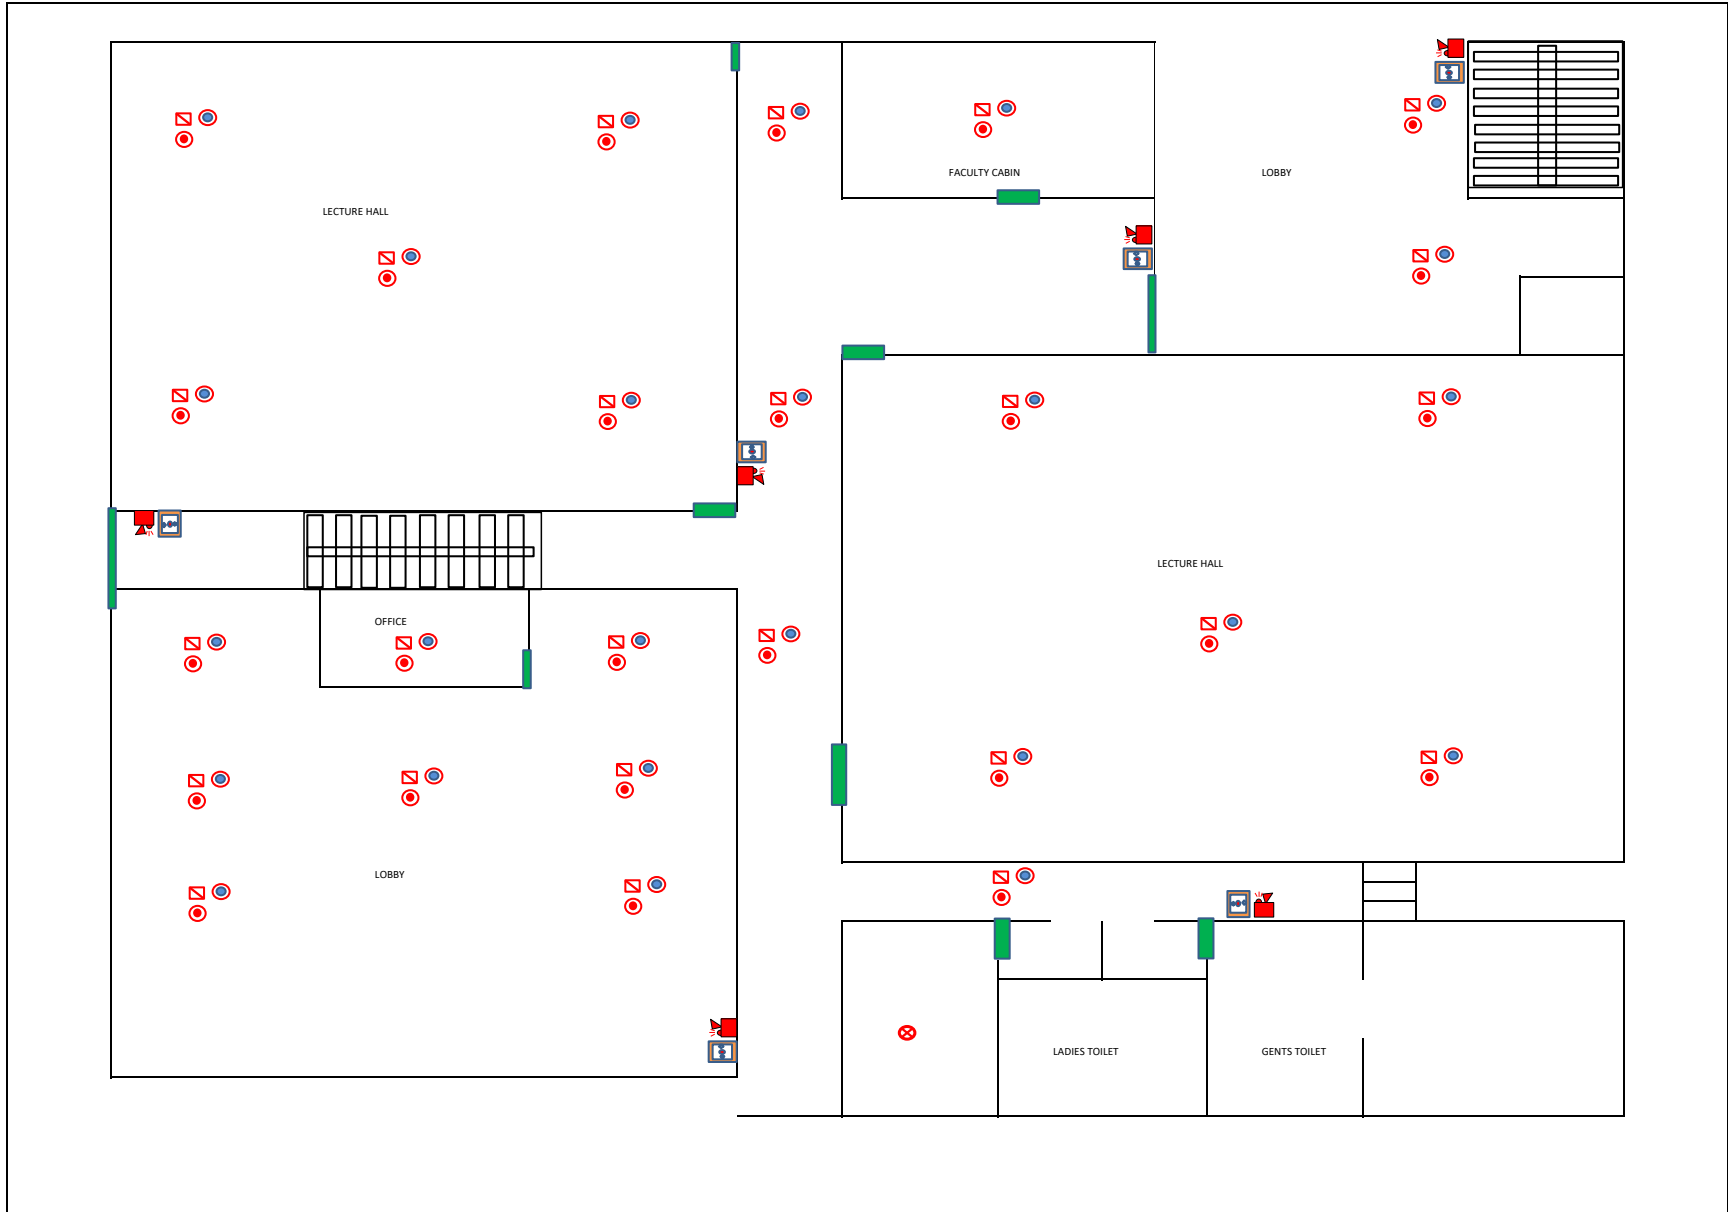 FACULTY CABIN
LOBBY
LECTURE HALL
LECTURE HALL
OFFICE
LOBBY
LADIES TOILET
GENTS TOILET